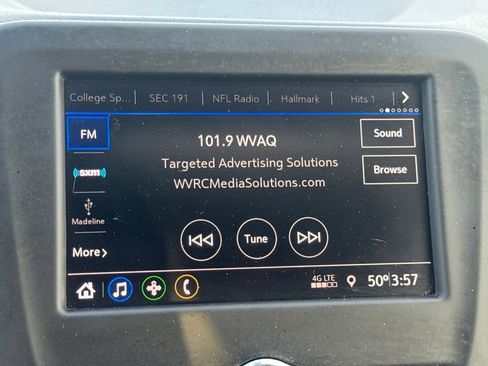 College Sp... SEC 191 NFL Radio Hallmark Hits 1
FM 101.9 WVAQ Sound
Targeted Advertising Solutions
((sxm)) WVRCMediaSolutions.com Browse
Madeline Tune
More
4G LTE 50° 3:57